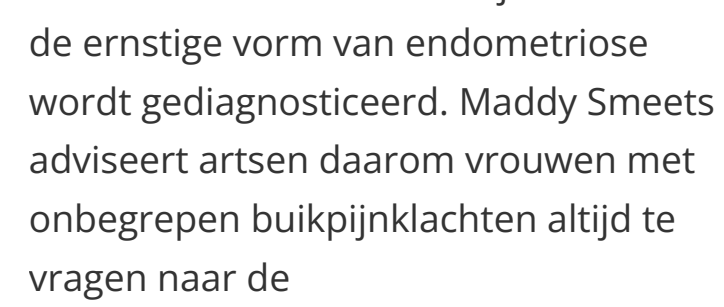 de ernstige vorm van endometriose
wordt gediagnosticeerd. Maddy Smeets
adviseert artsen daarom vrouwen met
onbegrepen buikpijnklachten altijd te
vragen naar de